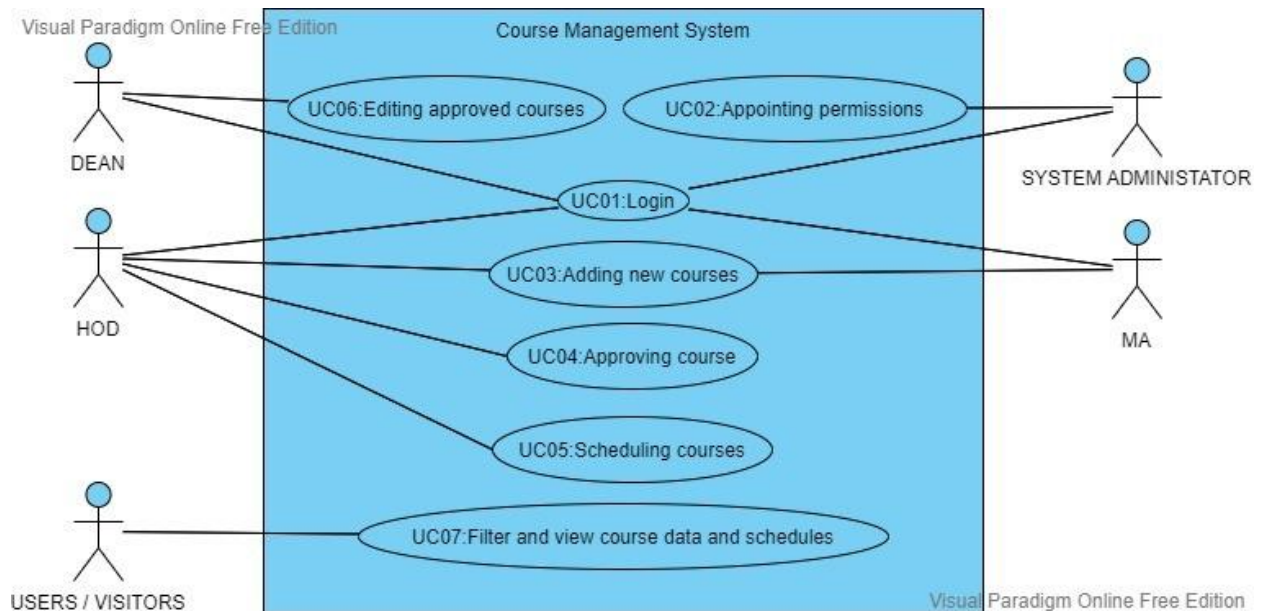 Visual Paradigm Online Free Edition
Course Management System
UC06:Editing approved courses
UC02:Appointing permissions
DEAN
SYSTEM ADMINISTATOR
UC01:Login
UC03:Adding new courses
HOD
MA
UC04:Approving course
UC05:Scheduling courses
UC07:Filter and view course data and schedules
USERS / VISITORS
Visual Paradigm Online Free Edition